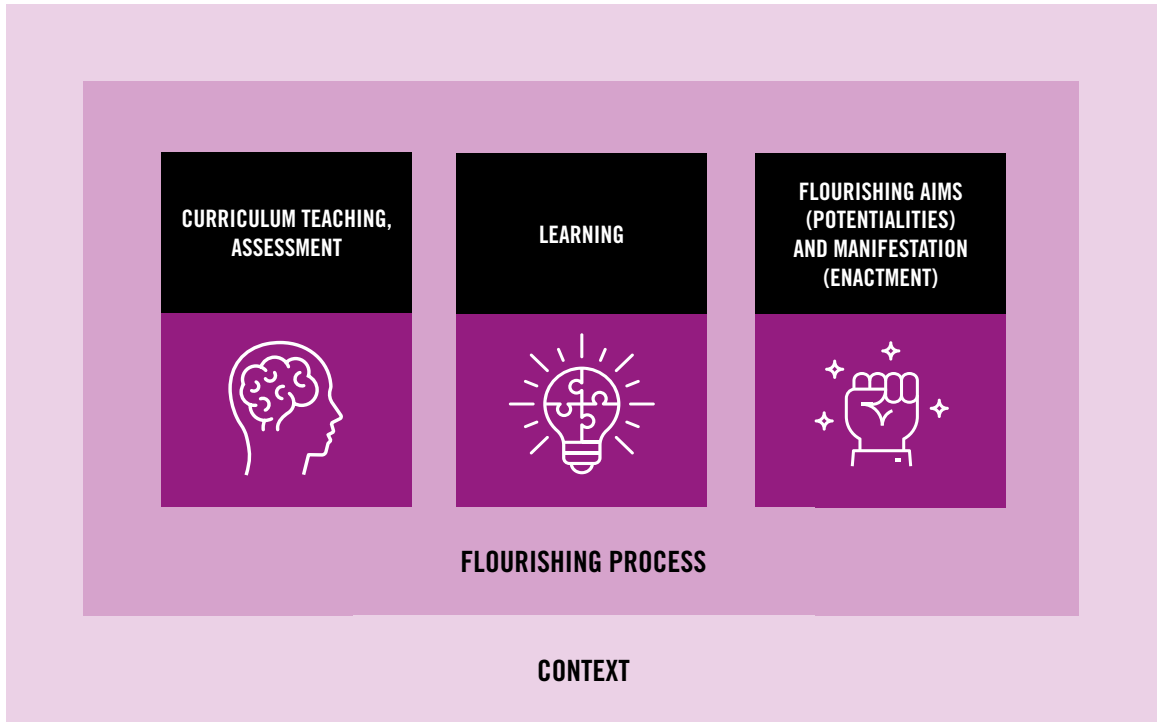 CURRICULUM TEACHING,
ASSESSMENT
LEARNING
FLOURISHING AIMS
(POTENTIALITIES)
AND MANIFESTATION
(ENACTMENT)
FLOURISHING PROCESS
CONTEXT